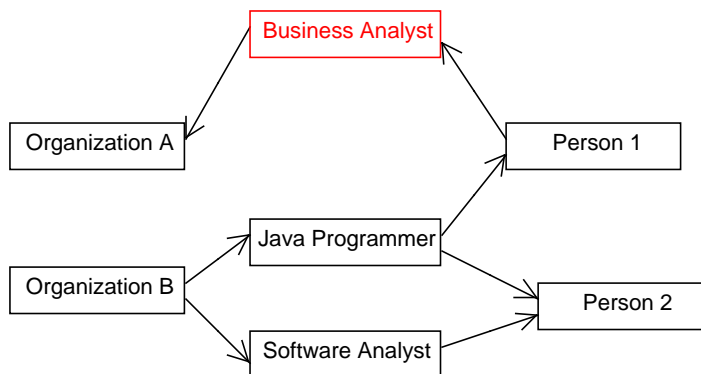 Business Analyst
Organization A
Person 1
Java Programmer
Organization B
Person 2
Software Analyst